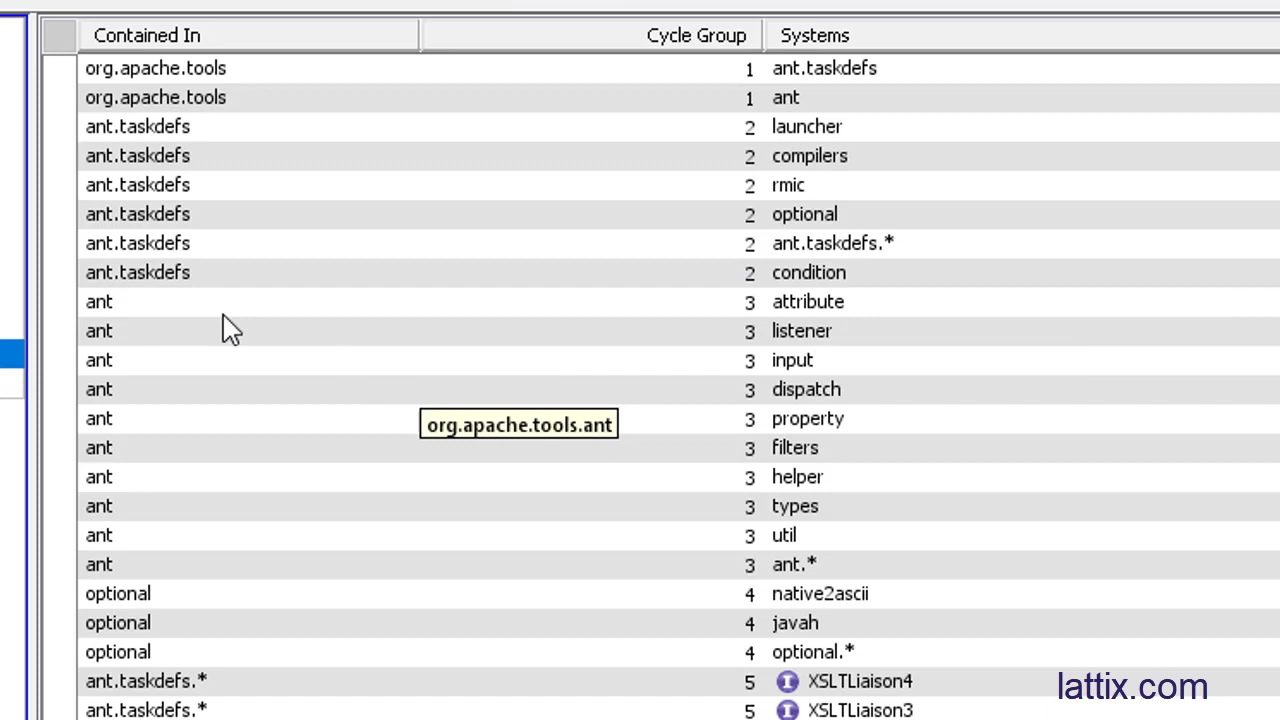 Contained In Cycle Group Systems
org.apache.tools 1 ant.taskdefs
org.apache.tools 1 ant
ant.taskdefs 2 launcher
ant.taskdefs 2 compilers
ant.taskdefs 2 rmic
ant.taskdefs 2 optional
ant.taskdefs 2 ant.taskdefs.*
ant.taskdefs 2 condition
ant 3 attribute
ant 3 listener
ant 3 input
ant 3 dispatch
ant 3 property
org.apache.tools.ant
ant 3 filters
ant 3 helper
ant 3 types
ant 3 util
ant 3 ant.*
optional 4 native2ascii
optional 4 javah
optional 4 optional.*
ant.taskdefs.* 5 I XSLTLiaison4
lattix.com
ant.taskdefs.* 5 I XSLTLiaison3